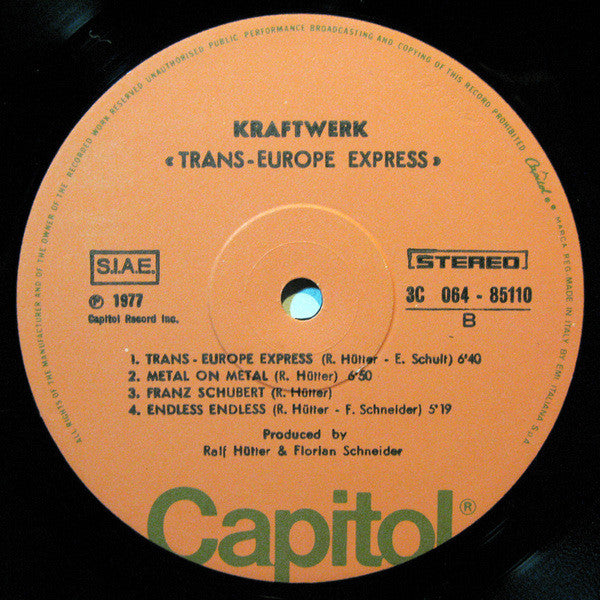 ALL RIGHTS OF THE MANUFACTURER AND OF THE OWNER OF THE RECORDED WORK RESERVED UNAUTHORISED PUBLIC PERFORMANCE BROADCASTING AND COPYING OF THIS RECORD PROHIBITED
Capitol
MARCA REG. MADE IN ITALY BY EMI ITALIANA S.p.A.
KRAFTWERK
« TRANS-EUROPE EXPRESS »
S.I.A.E.
℗ 1977
Capitol Record Inc.
STEREO
3C 064 - 85110
B
1. TRANS - EUROPE EXPRESS (R. Hütter - E. Schult) 6'40
2. METAL ON METAL (R. Hütter) 6'50
3. FRANZ SCHUBERT (R. Hütter)
4. ENDLESS ENDLESS (R. Hütter - F. Schneider) 5'19
Produced by
Ralf Hütter & Florian Schneider
Capitol®